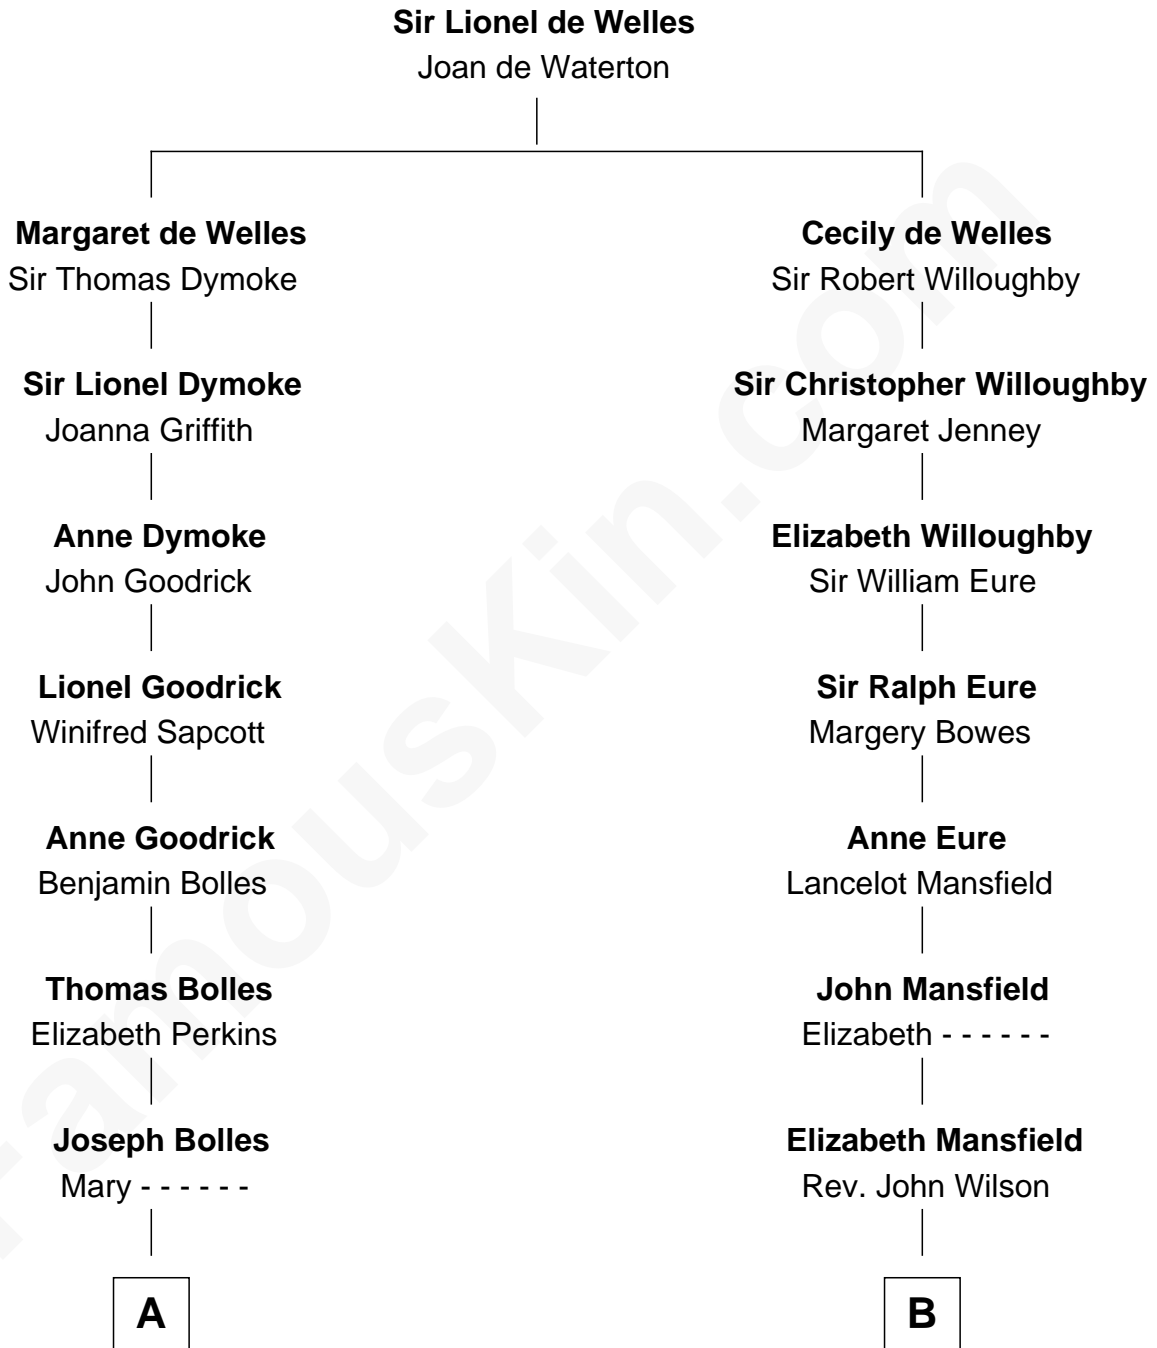 Sir Lionel de Welles
Joan de Waterton
Margaret de Welles
Sir Thomas Dymoke
Cecily de Welles
Sir Robert Willoughby
Sir Lionel Dymoke
Joanna Griffith
Sir Christopher Willoughby
Margaret Jenney
Anne Dymoke
John Goodrick
Elizabeth Willoughby
Sir William Eure
Lionel Goodrick
Winifred Sapcott
Sir Ralph Eure
Margery Bowes
Anne Goodrick
Benjamin Bolles
Anne Eure
Lancelot Mansfield
Thomas Bolles
Elizabeth Perkins
John Mansfield
Elizabeth - - - - - -
Joseph Bolles
Mary - - - - - -
Elizabeth Mansfield
Rev. John Wilson
A
B
FamousKin.com